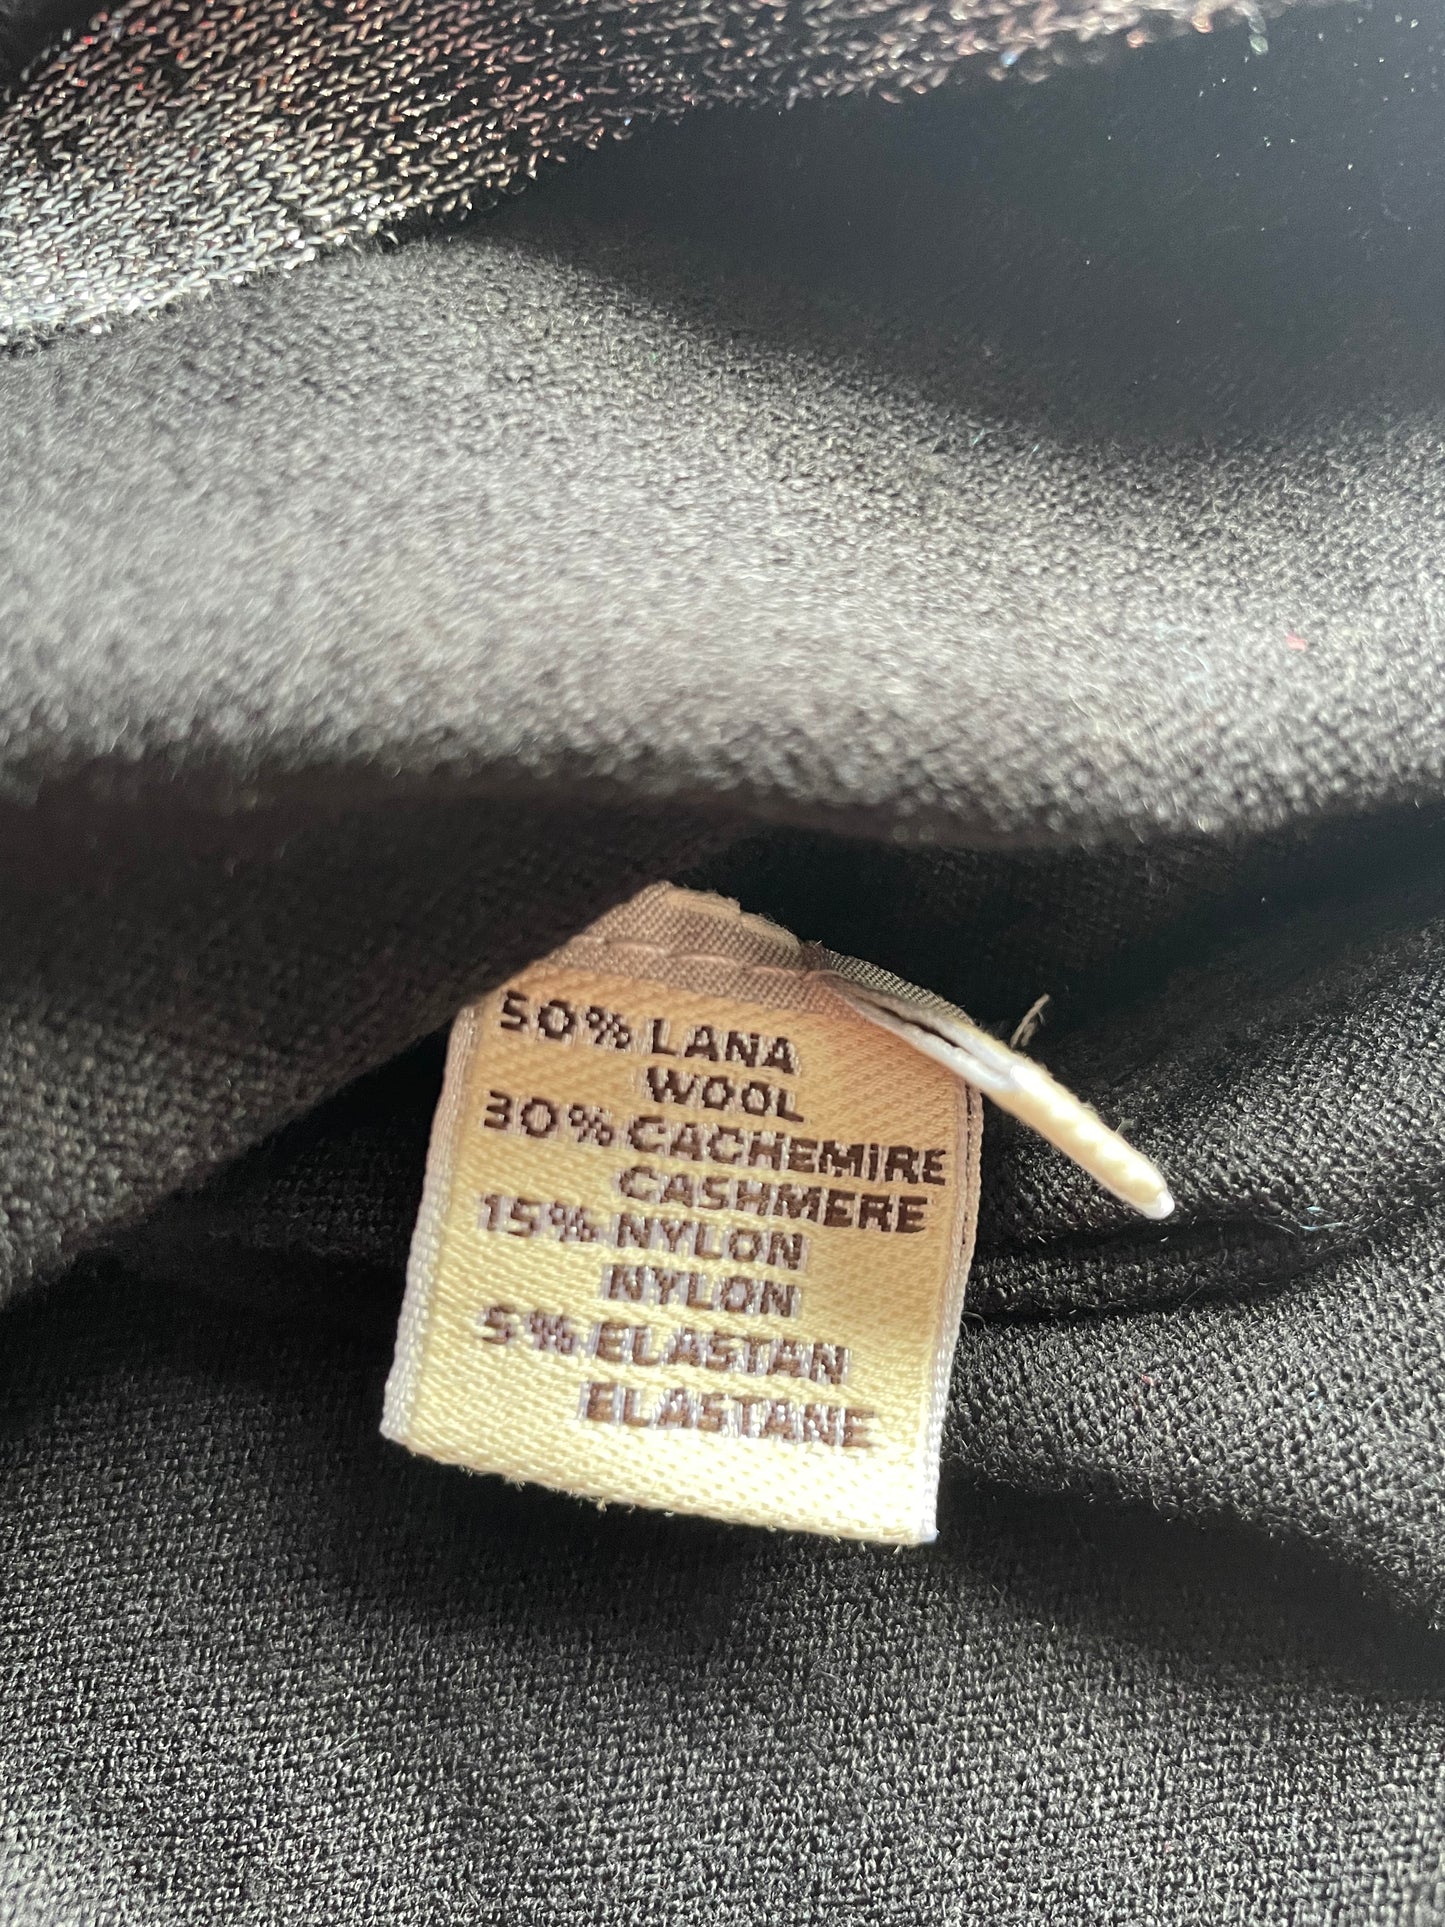 50% LANA
WOOL
30% CACHEMIRE
CASHMERE
15% NYLON
NYLON
5% ELASTAN
ELASTANE